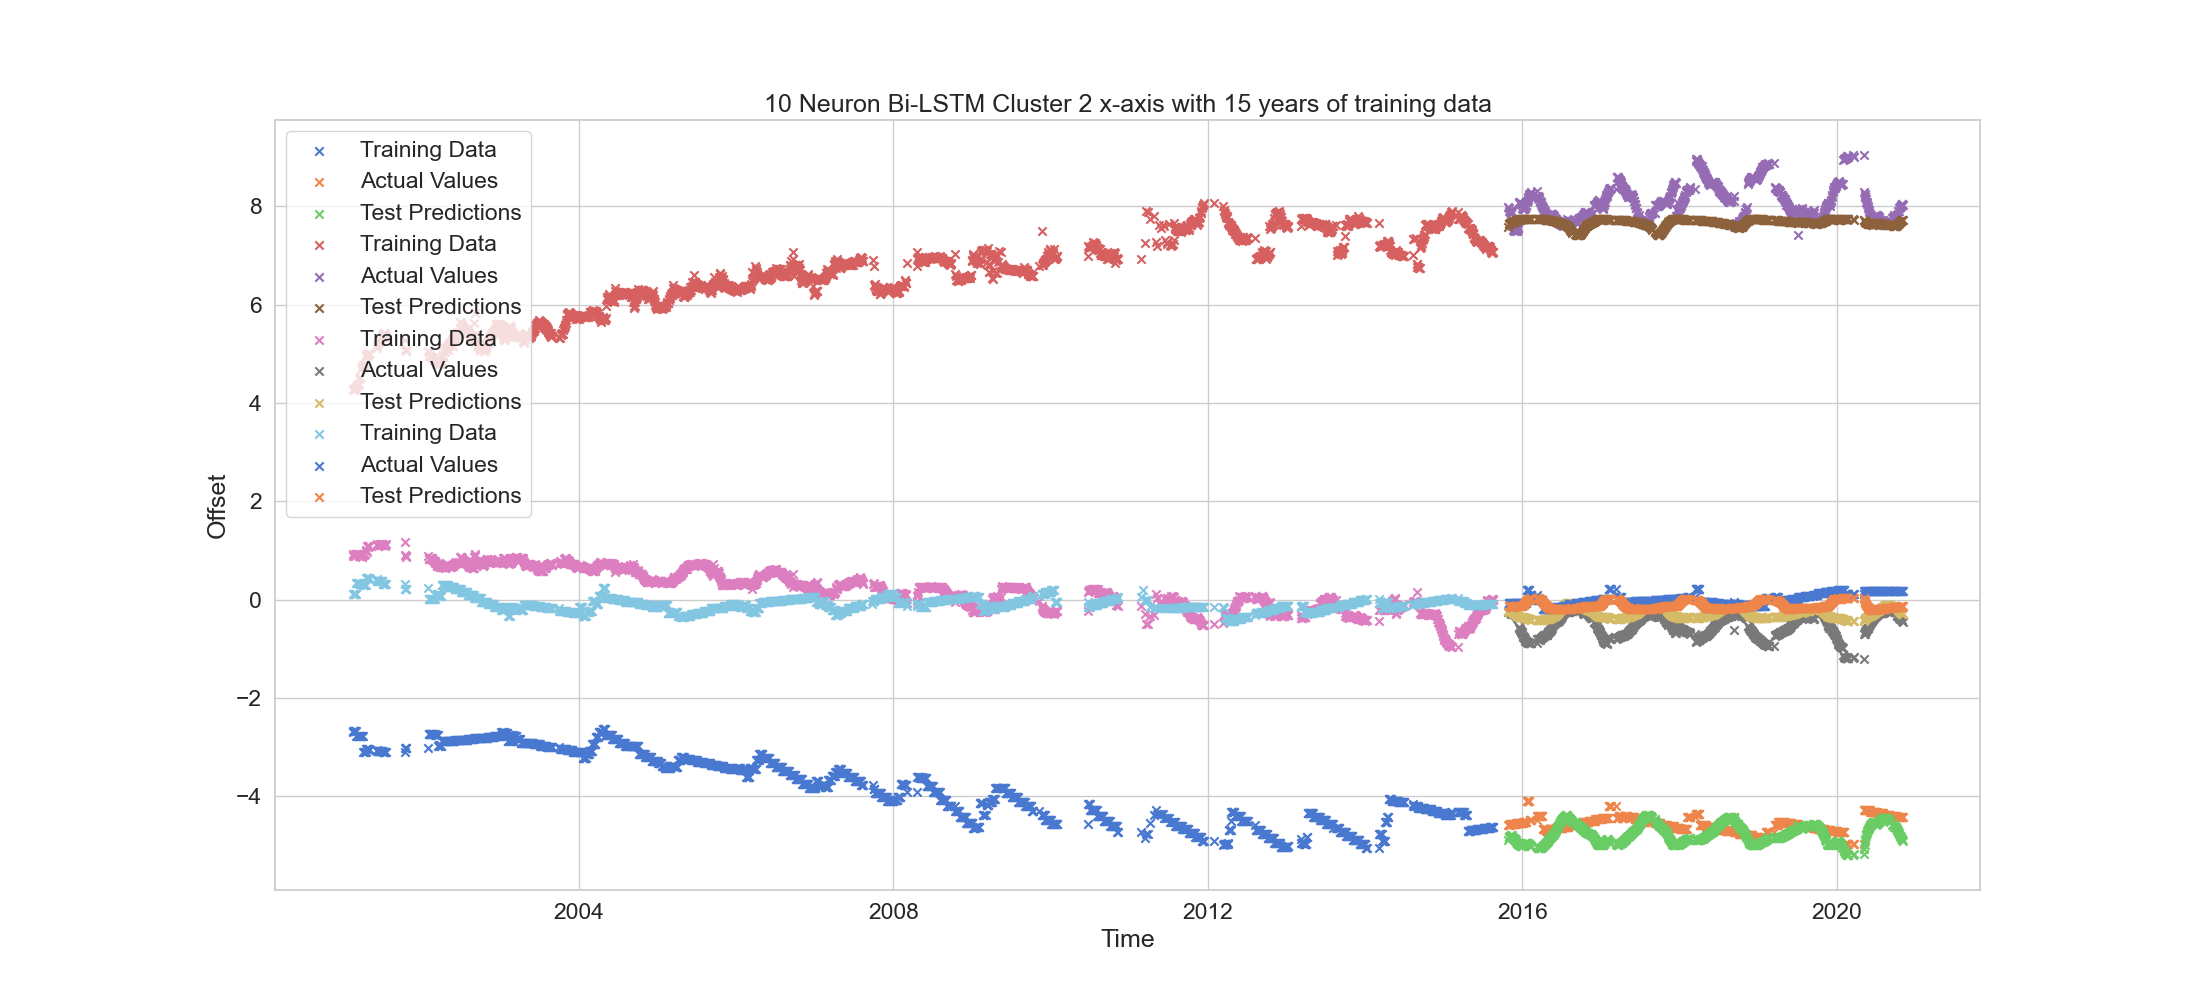 10 Neuron Bi-LSTM Cluster 2 x-axis with 15 years of training data
Training Data
Actual Values
Test Predictions
Training Data
Actual Values
Test Predictions
Training Data
Actual Values
Test Predictions
Training Data
Actual Values
Test Predictions
8
6
4
2
0
−2
−4
Offset
2004
2008
2012
2016
2020
Time